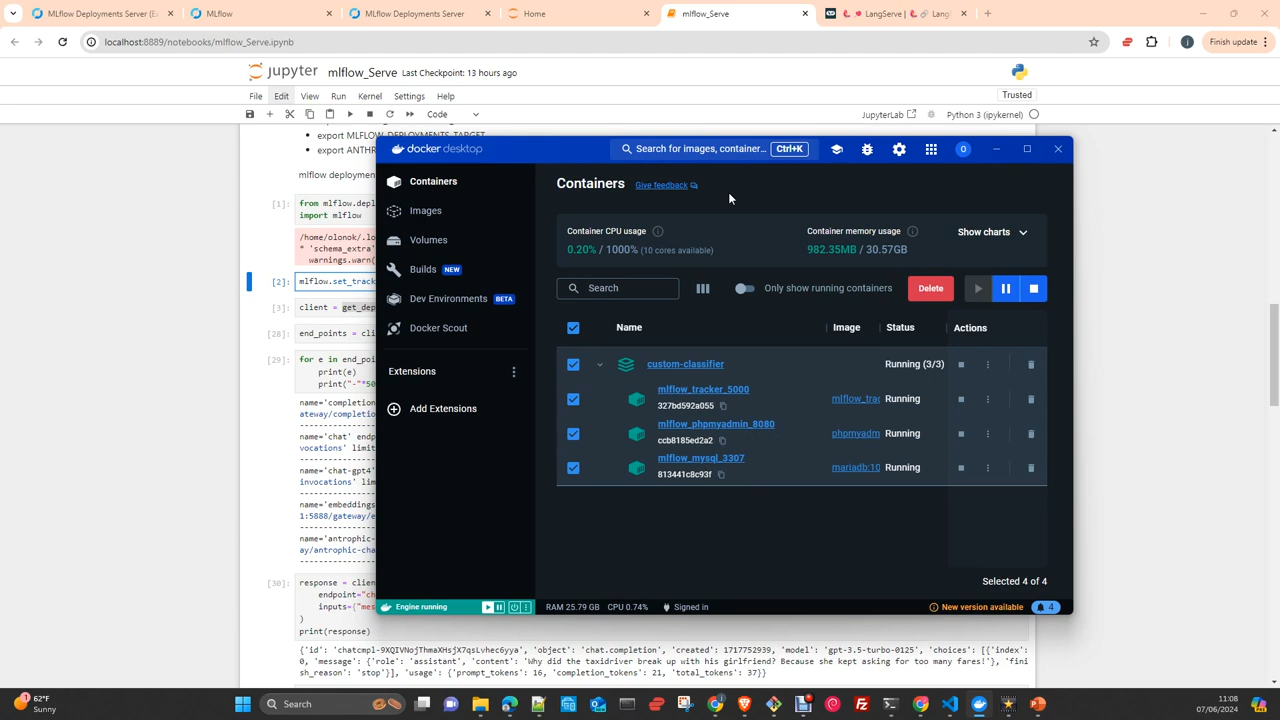 MLflow Deployments Server (Ex
MLflow
MLflow Deployments Server
Home
mlflow_Serve
LangServe | Lang
localhost:8889/notebooks/mlflow_Serve.ipynb
Finish update
jupyter mlflow_Serve Last Checkpoint: 13 hours ago
File Edit View Run Kernel Settings Help
Trusted
Code
JupyterLab
Python 3 (ipykernel)
• export MLFLOW_DEPLOYMENTS_TARGET
• export ANTHR
mlflow deploymen
[1]: from mlflow.depl
import mlflow
/home/olonok/.lo
* 'schema_extra'
warnings.warn(
[2]: mlflow.set_track
[3]: client = get_dep
[28]: end_points = cli
[29]: for e in end_poin
print(e)
print("-"*50
name='completion
ateway/completio
name='chat' endp
vocations' limit
name='chat-gpt4'
invocations' lim
name='embeddings
1:5888/gateway/e
name='antrophic-
ay/antrophic-cha
[30]: response = clien
endpoint="ch
inputs={"mes
)
print(response)
{'id': 'chatcmpl-9XQIVNojThmaXHsjX7qsLvhec6yya', 'object': 'chat.completion', 'created': 1717752939, 'model': 'gpt-3.5-turbo-0125', 'choices': [{'index':
0, 'message': {'role': 'assistant', 'content': 'Why did the taxidriver break up with his girlfriend? Because she kept asking for too many fares!'}, 'fini
sh_reason': 'stop'}], 'usage': {'prompt_tokens': 16, 'completion_tokens': 21, 'total_tokens': 37}}
docker desktop
Search for images, container...
Ctrl+K
O
Containers
Images
Volumes
Builds NEW
Dev Environments BETA
Docker Scout
Extensions
Add Extensions
Containers Give feedback
Container CPU usage
0.20% / 1000% (10 cores available)
Container memory usage
982.35MB / 30.57GB
Show charts
Search
Only show running containers
Delete
Name Image Status Actions
custom-classifier Running (3/3)
mlflow_tracker_5000
327bd592a055
mlflow_trac Running
mlflow_phpmyadmin_8080
ccb8185ed2a2
phpmyadm Running
mlflow_mysql_3307
813441c8c93f
mariadb:10 Running
Selected 4 of 4
Engine running
RAM 25.79 GB CPU 0.74% Signed in
New version available
4
62°F
Sunny
Search
11:08
07/06/2024